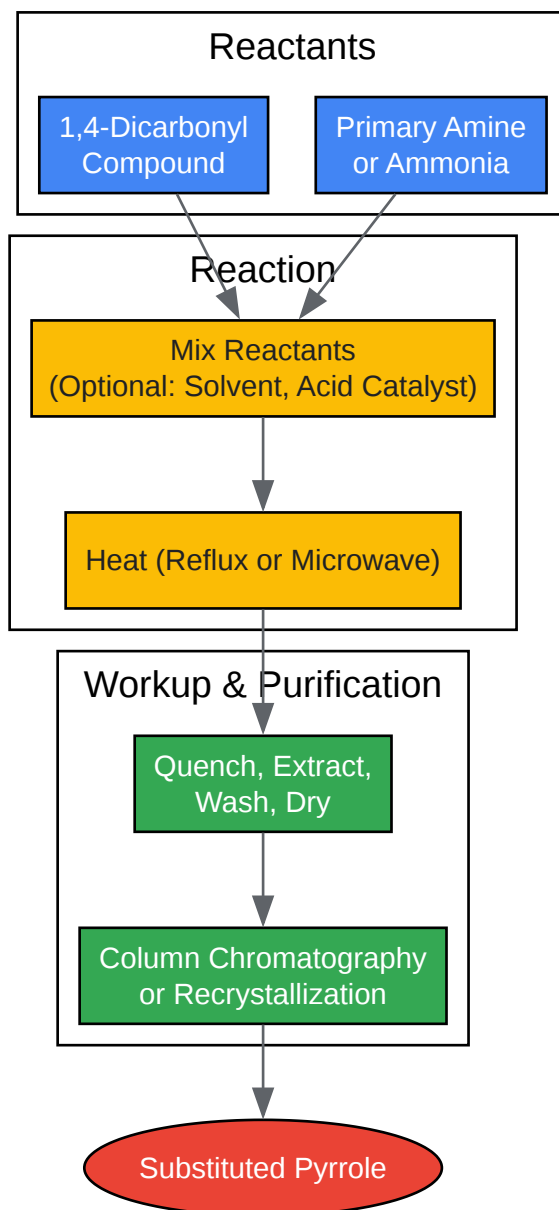 Reactants
1,4-Dicarbonyl
Compound
Primary Amine
or Ammonia
Reaction
Mix Reactants
(Optional: Solvent, Acid Catalyst)
Heat (Reflux or Microwave)
Workup & Purification
Quench, Extract,
Wash, Dry
Column Chromatography
or Recrystallization
Substituted Pyrrole